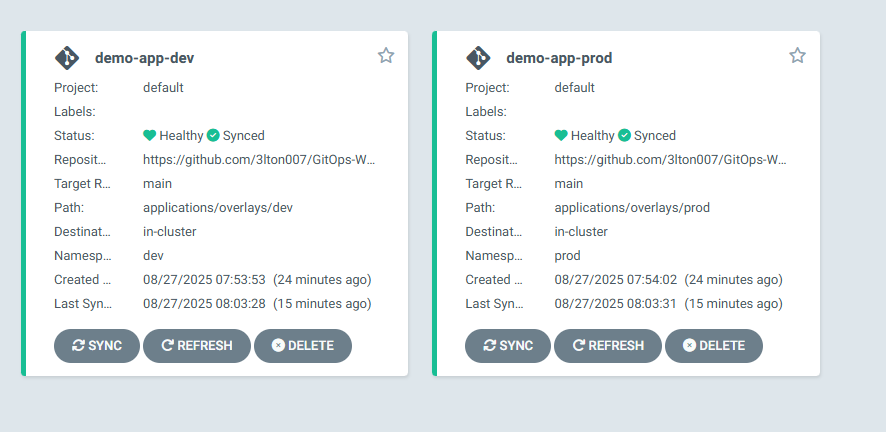 demo-app-dev
Project: default
Labels:
Status: Healthy Synced
Reposit... https://github.com/3lton007/GitOps-W...
Target R... main
Path: applications/overlays/dev
Destinat... in-cluster
Namesp... dev
Created ... 08/27/2025 07:53:53 (24 minutes ago)
Last Syn... 08/27/2025 08:03:28 (15 minutes ago)
SYNC REFRESH DELETE
demo-app-prod
Project: default
Labels:
Status: Healthy Synced
Reposit... https://github.com/3lton007/GitOps-W...
Target R... main
Path: applications/overlays/prod
Destinat... in-cluster
Namesp... prod
Created ... 08/27/2025 07:54:02 (24 minutes ago)
Last Syn... 08/27/2025 08:03:31 (15 minutes ago)
SYNC REFRESH DELETE